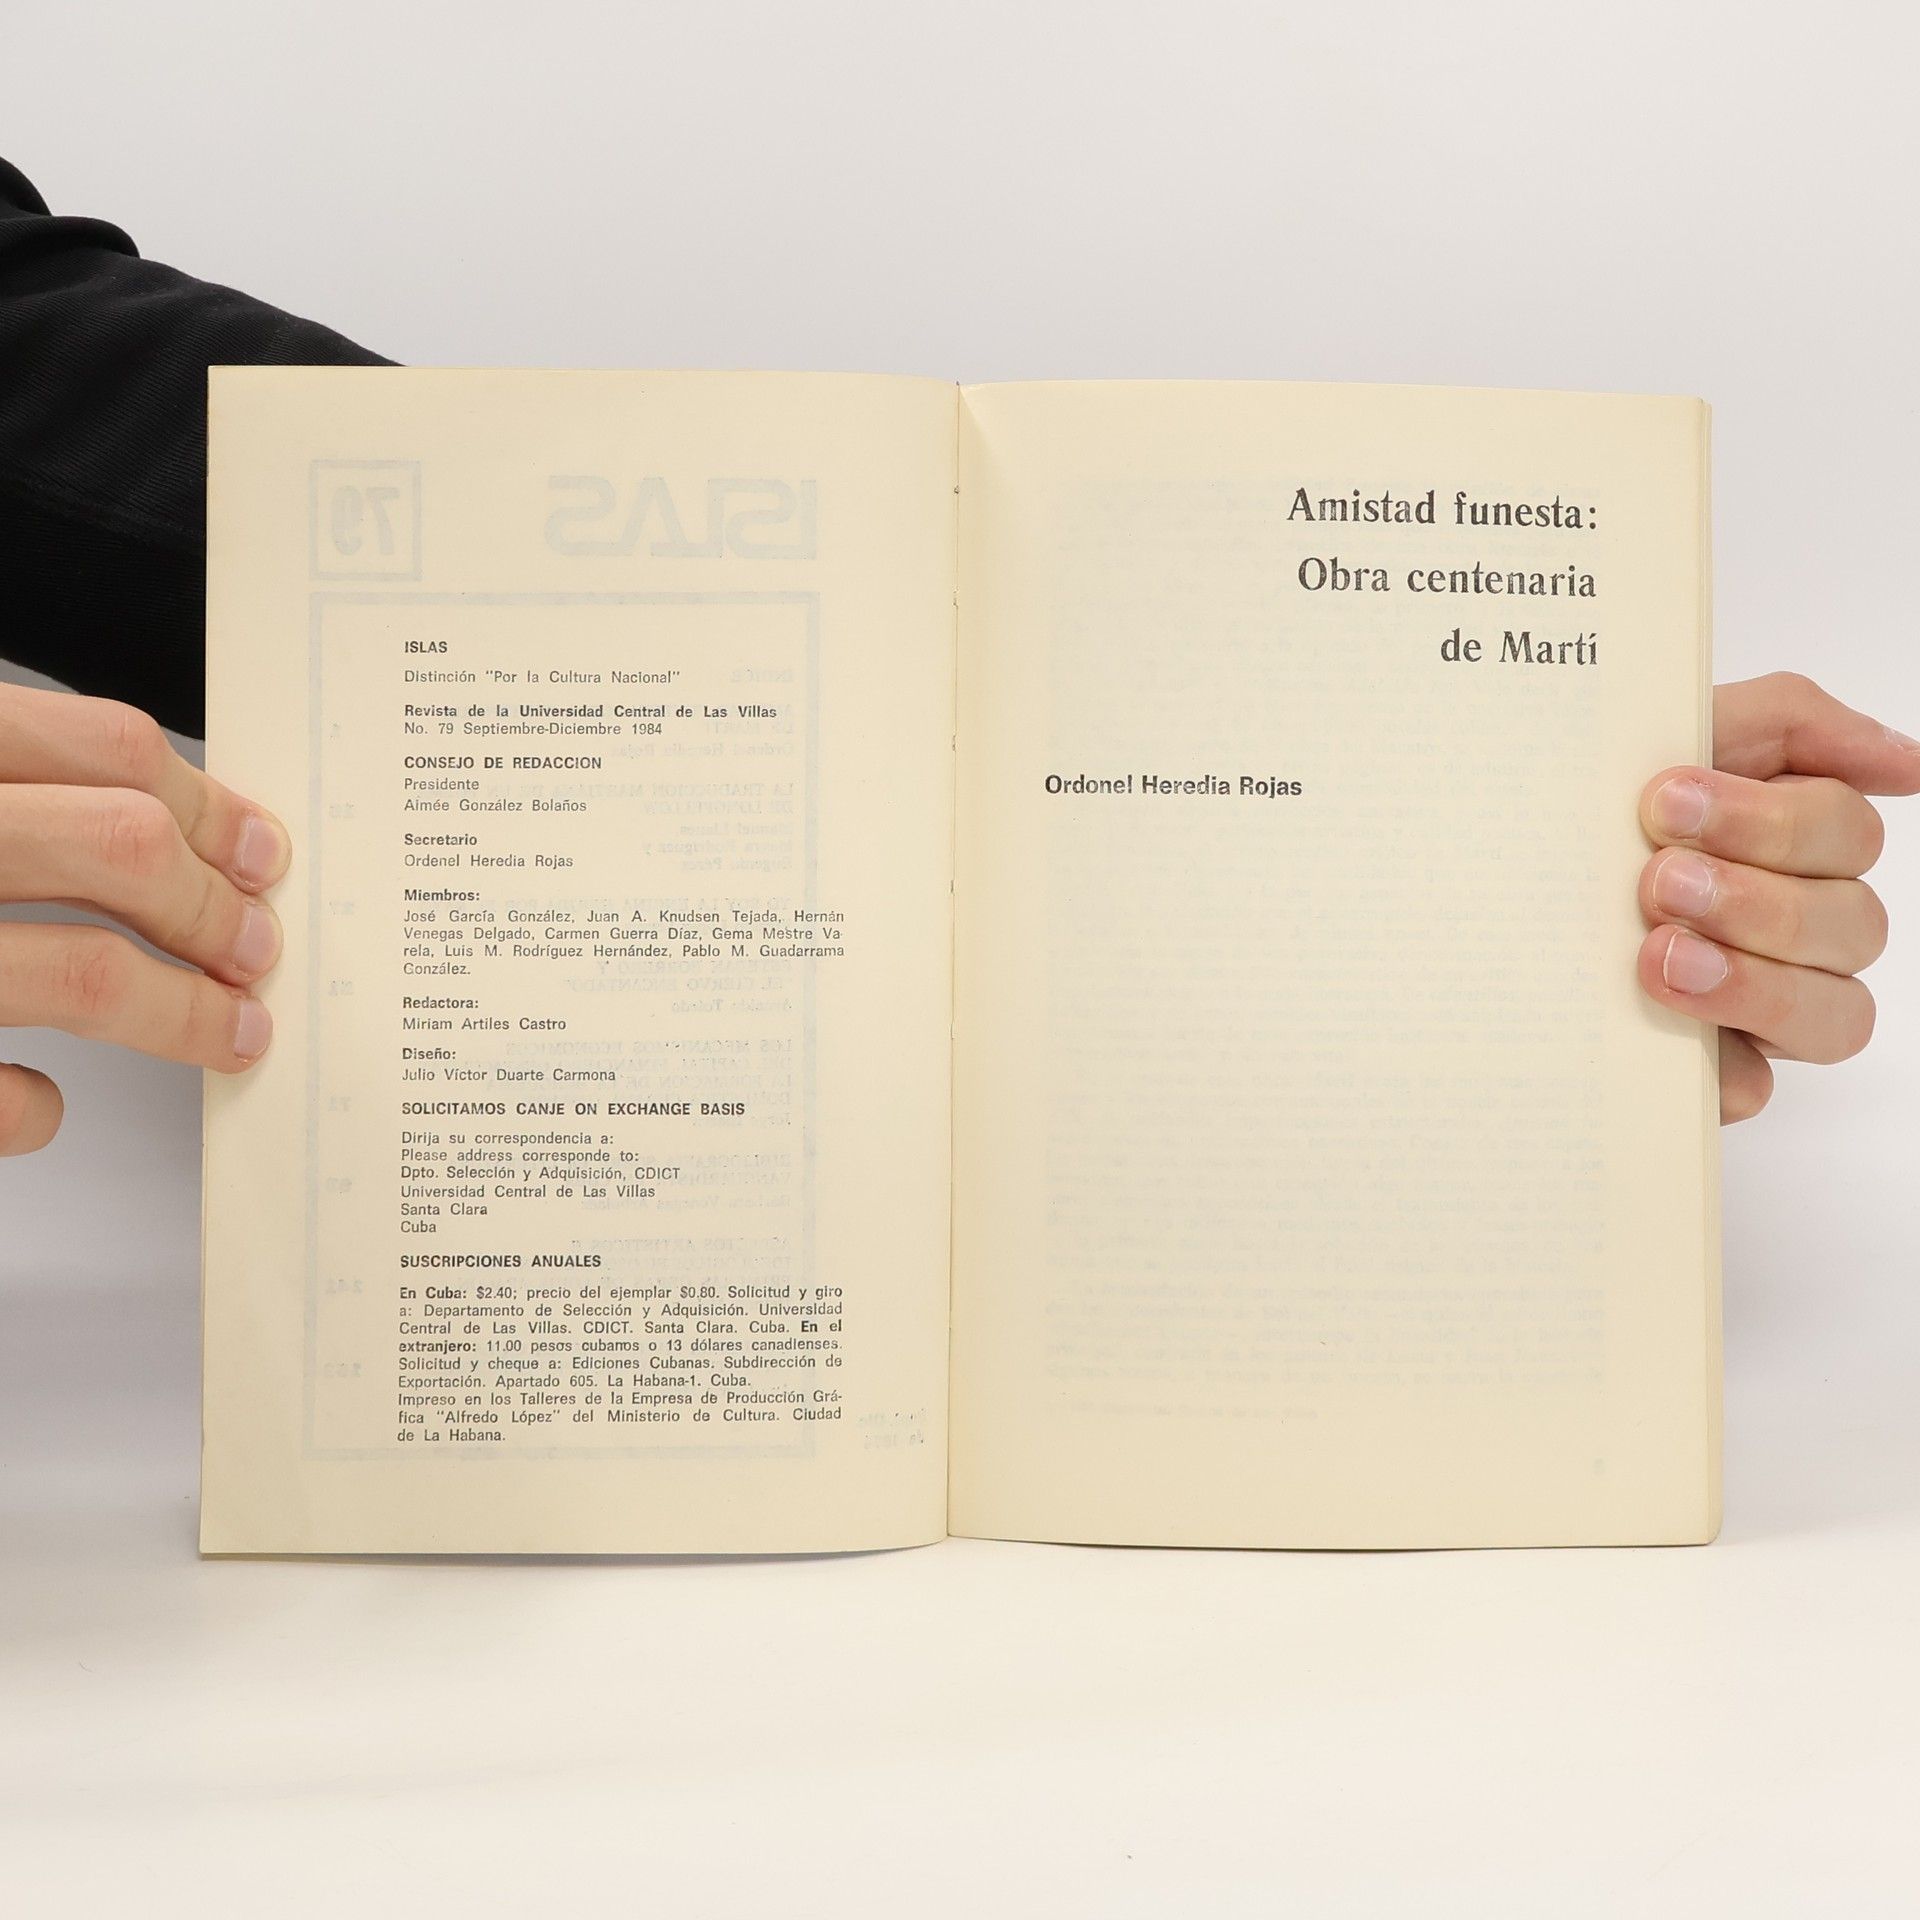 ISLAS
Distinción "Por la Cultura Nacional"
Revista de la Universidad Central de Las Villas
No. 79 Septiembre-Diciembre 1984
CONSEJO DE REDACCION
Presidente
Aimée González Bolaños
Secretario
Ordenel Heredia Rojas
Miembros:
José García González, Juan A. Knudsen Tejada, Hernán
Venegas Delgado, Carmen Guerra Díaz, Gema Mestre Va-
rela, Luis M. Rodríguez Hernández, Pablo M. Guadarrama
González.
Redactora:
Miriam Artiles Castro
Diseño:
Julio Víctor Duarte Carmona
SOLICITAMOS CANJE ON EXCHANGE BASIS
Dirija su correspondencia a:
Please address corresponde to:
Dpto. Selección y Adquisición, CDICT
Universidad Central de Las Villas
Santa Clara
Cuba
SUSCRIPCIONES ANUALES
En Cuba: $2.40; precio del ejemplar $0.80. Solicitud y giro
a: Departamento de Selección y Adquisición. Universidad
Central de Las Villas. CDICT. Santa Clara. Cuba. En el
extranjero: 11.00 pesos cubanos o 13 dólares canadienses.
Solicitud y cheque a: Ediciones Cubanas. Subdirección de
Exportación. Apartado 605. La Habana-1. Cuba.
Impreso en los Talleres de la Empresa de Producción Grá-
fica "Alfredo López" del Ministerio de Cultura. Ciudad
de La Habana.
Amistad funesta:
Obra centenaria
de Martí
Ordonel Heredia Rojas